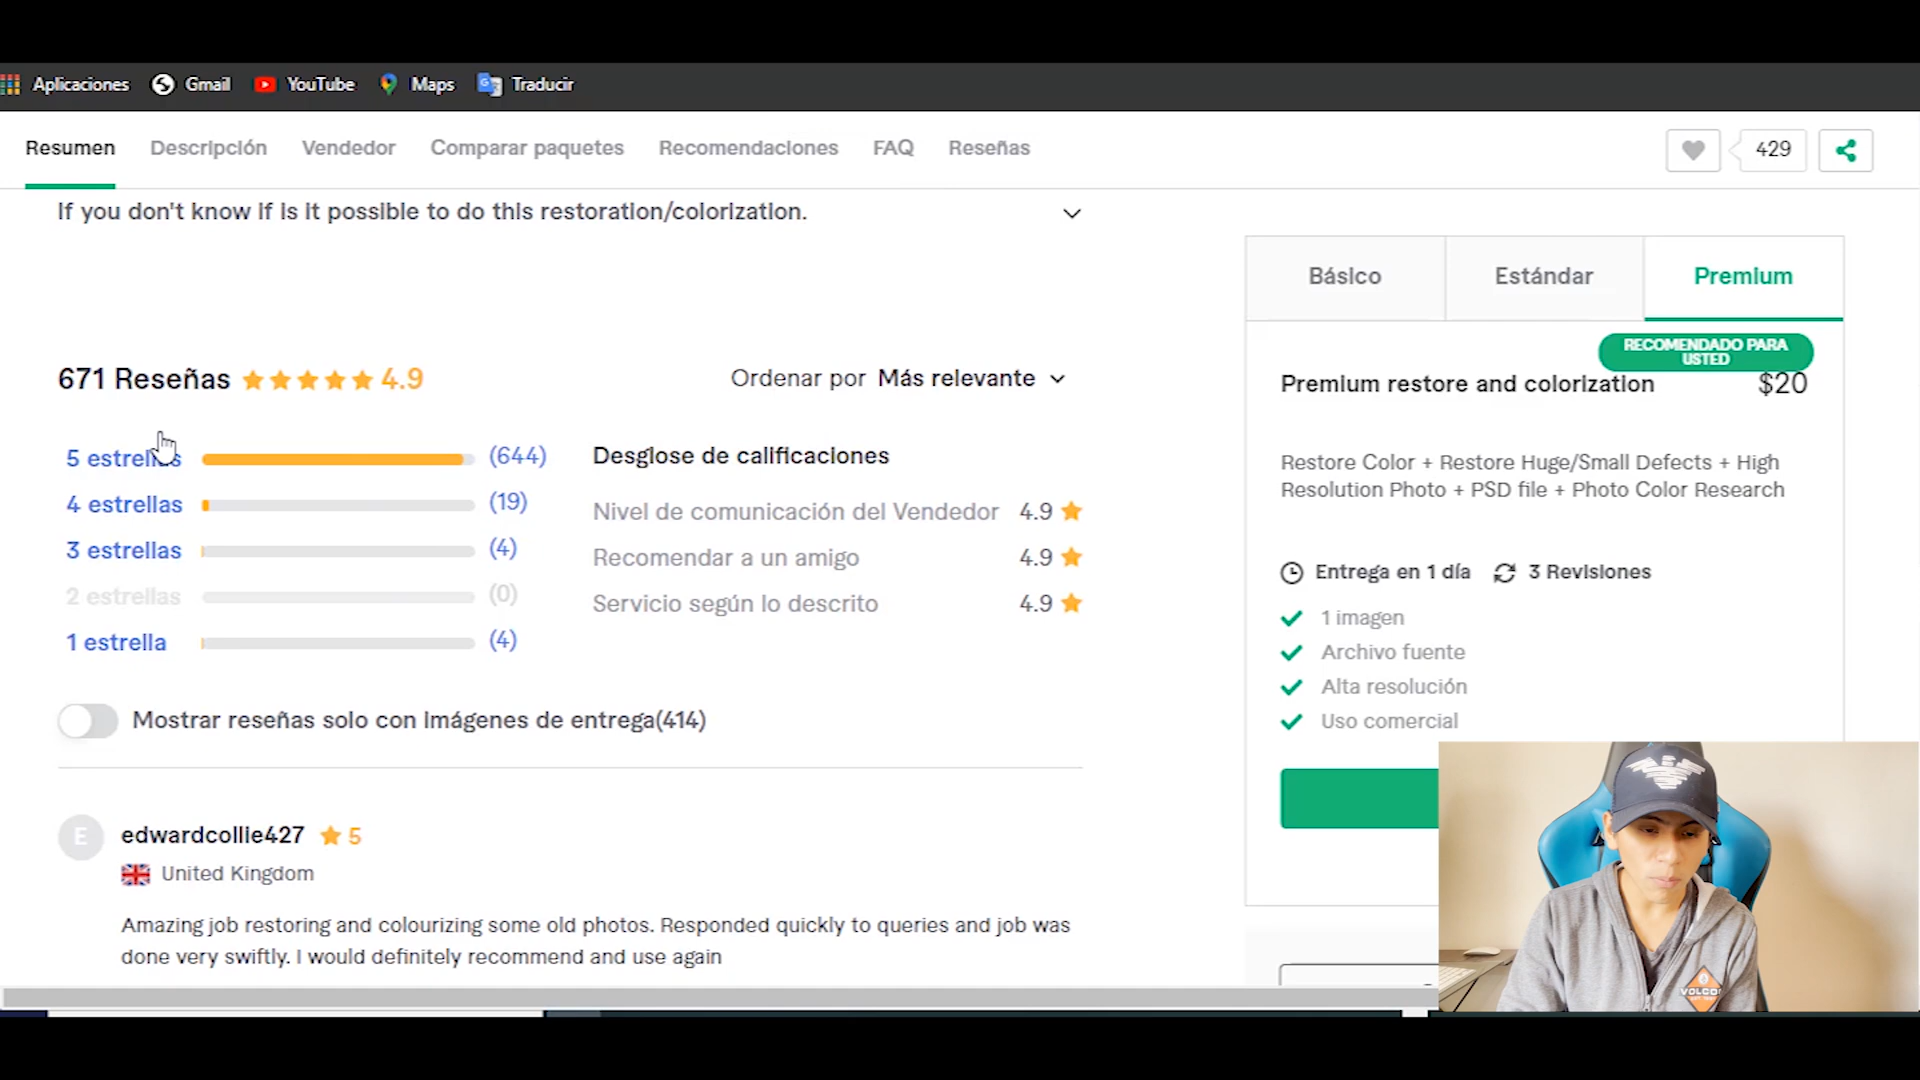 Aplicaciones Gmail YouTube Maps Traducir
Resumen Descripción Vendedor Comparar paquetes Recomendaciones FAQ Reseñas 429
If you don't know if is it possible to do this restoration/colorization.
Básico Estándar Premium
RECOMENDADO PARA
USTED
Premium restore and colorization $20
Restore Color + Restore Huge/Small Defects + High
Resolution Photo + PSD file + Photo Color Research
Entrega en 1 día 3 Revisiones
1 imagen
Archivo fuente
Alta resolución
Uso comercial
671 Reseñas 4.9 Ordenar por Más relevante
5 estrellas (644)
4 estrellas (19)
3 estrellas (4)
2 estrellas (0)
1 estrella (4)
Desglose de calificaciones
Nivel de comunicación del Vendedor 4.9
Recomendar a un amigo 4.9
Servicio según lo descrito 4.9
Mostrar reseñas solo con imágenes de entrega(414)
E edwardcollie427 5
United Kingdom
Amazing job restoring and colourizing some old photos. Responded quickly to queries and job was
done very swiftly. I would definitely recommend and use again